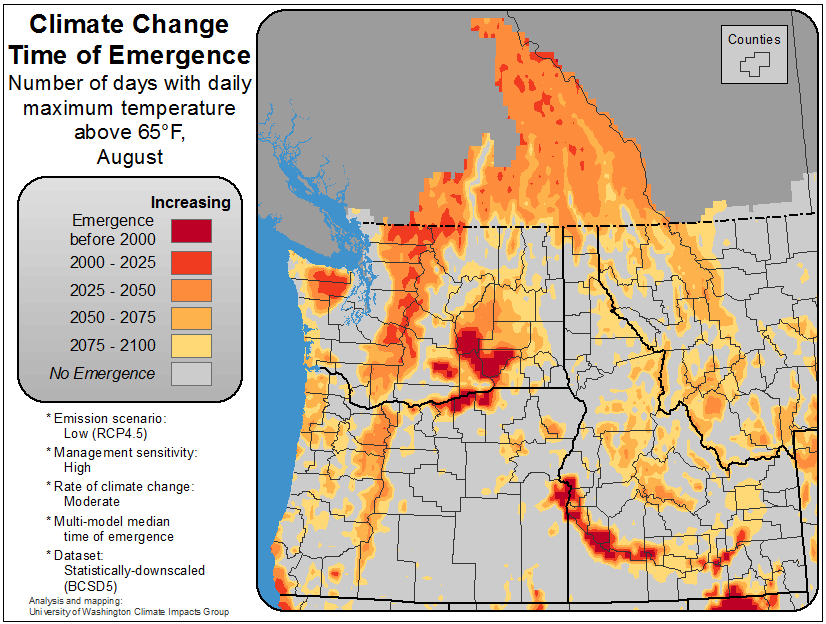 Climate Change
Time of Emergence
Number of days with daily
maximum temperature
above 65°F,
August
Counties
Increasing
Emergence
before 2000
2000 - 2025
2025 - 2050
2050 - 2075
2075 - 2100
No Emergence
* Emission scenario:
Low (RCP4.5)
* Management sensitivity:
High
* Rate of climate change:
Moderate
* Multi-model median
time of emergence
* Dataset:
Statistically-downscaled
(BCSD5)
Analysis and mapping:
University of Washington Climate Impacts Group